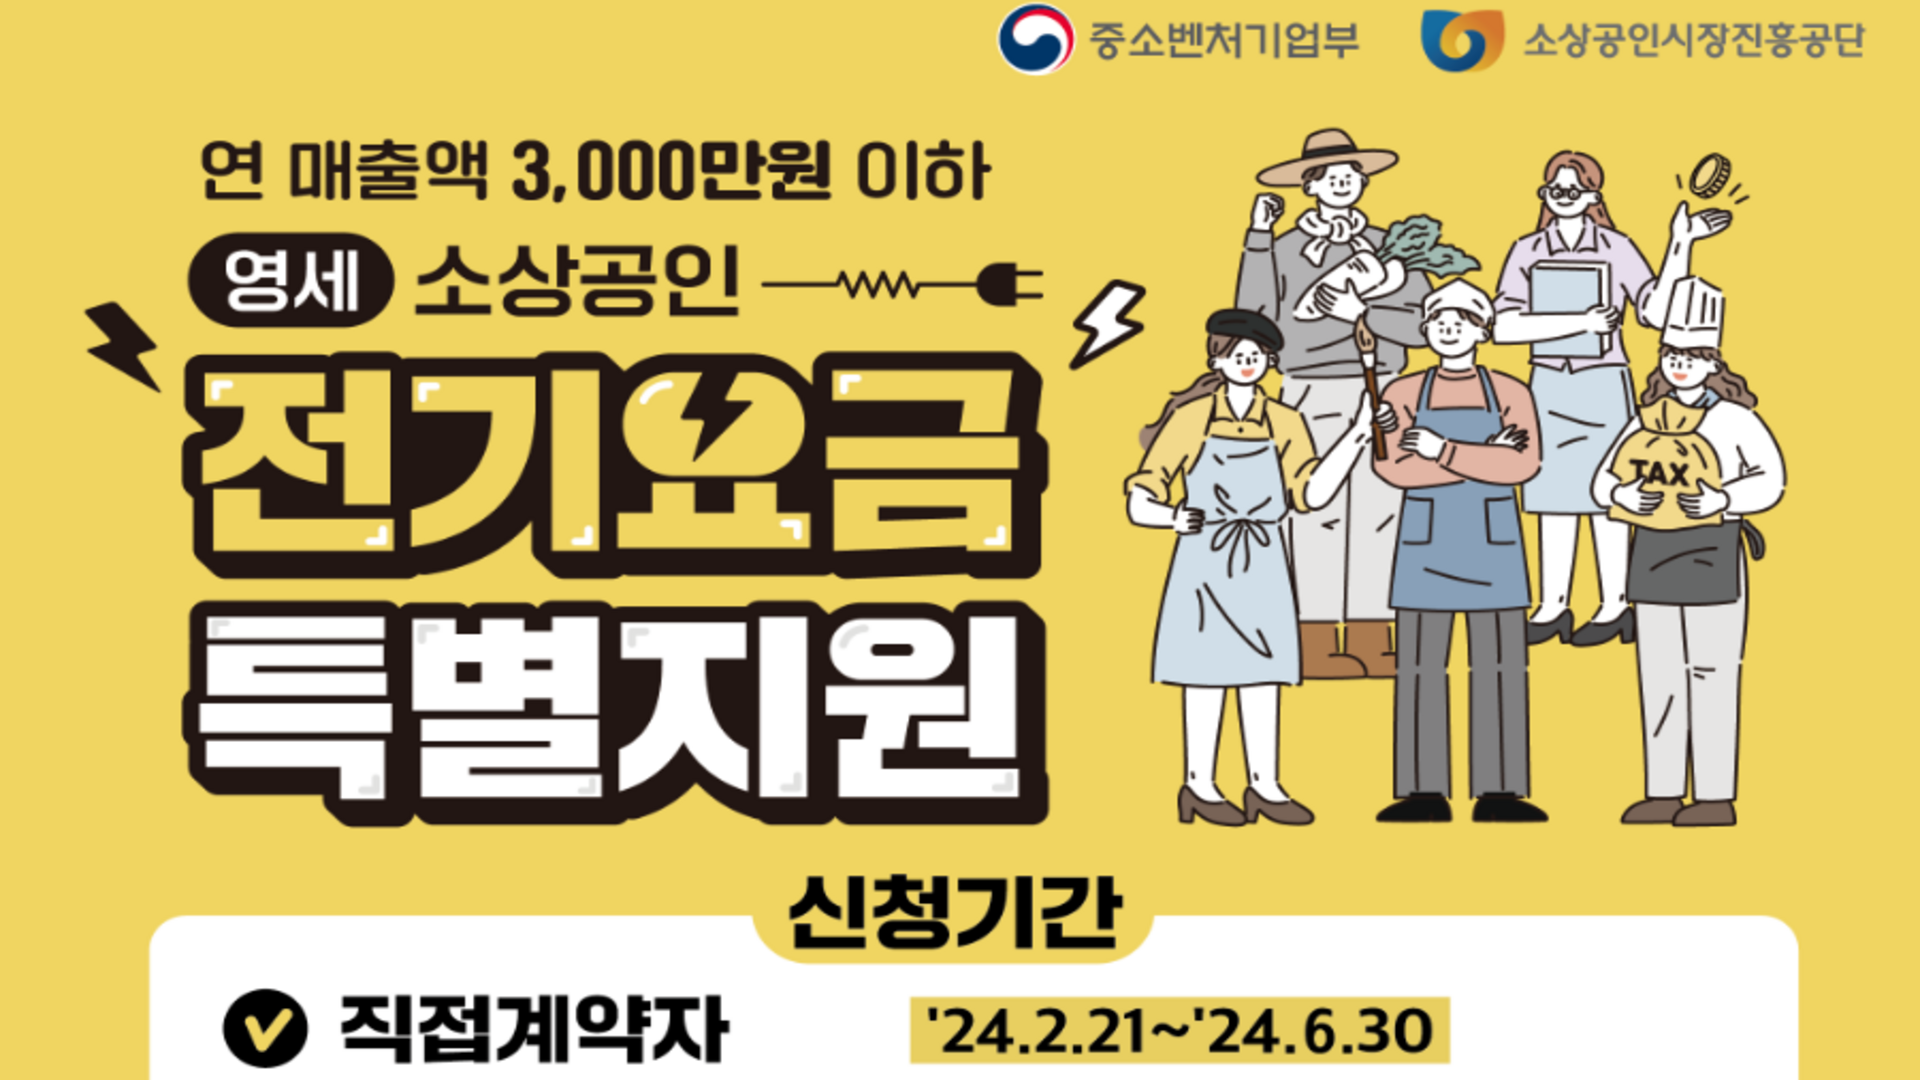 중소벤처기업부 소상공인시장진흥공단
연 매출액 3,000만원 이하
영세 소상공인
전기요금
특별지원
TAX
신청기간
직접계약자 '24.2.21~'24.6.30